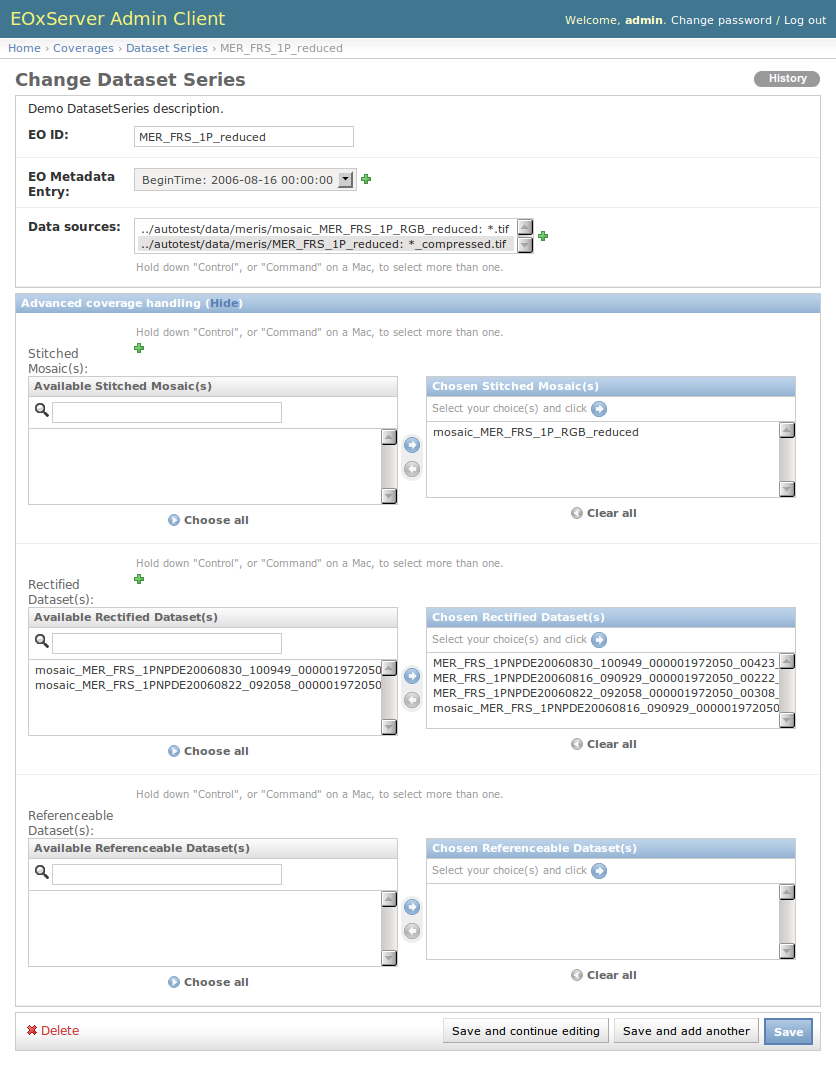 EOxServer Admin Client
Welcome, admin. Change password / Log out
Home › Coverages › Dataset Series › MER_FRS_1P_reduced
Change Dataset Series
History
Demo DatasetSeries description.
EO ID:
MER_FRS_1P_reduced
EO Metadata
Entry:
BeginTime: 2006-08-16 00:00:00
Data sources:
../autotest/data/meris/mosaic_MER_FRS_1P_RGB_reduced: *.tif
../autotest/data/meris/MER_FRS_1P_reduced: *_compressed.tif
Hold down "Control", or "Command" on a Mac, to select more than one.
Advanced coverage handling (Hide)
Hold down "Control", or "Command" on a Mac, to select more than one.
Stitched
Mosaic(s):
Available Stitched Mosaic(s)
Choose all
Chosen Stitched Mosaic(s)
Select your choice(s) and click
mosaic_MER_FRS_1P_RGB_reduced
Clear all
Hold down "Control", or "Command" on a Mac, to select more than one.
Rectified
Dataset(s):
Available Rectified Dataset(s)
mosaic_MER_FRS_1PNPDE20060830_100949_000001972050
mosaic_MER_FRS_1PNPDE20060822_092058_000001972050
Choose all
Chosen Rectified Dataset(s)
Select your choice(s) and click
MER_FRS_1PNPDE20060830_100949_000001972050_00423_
MER_FRS_1PNPDE20060816_090929_000001972050_00222_
MER_FRS_1PNPDE20060822_092058_000001972050_00308_
mosaic_MER_FRS_1PNPDE20060816_090929_000001972050
Clear all
Hold down "Control", or "Command" on a Mac, to select more than one.
Referenceable
Dataset(s):
Available Referenceable Dataset(s)
Choose all
Chosen Referenceable Dataset(s)
Select your choice(s) and click
Clear all
Delete
Save and continue editing
Save and add another
Save